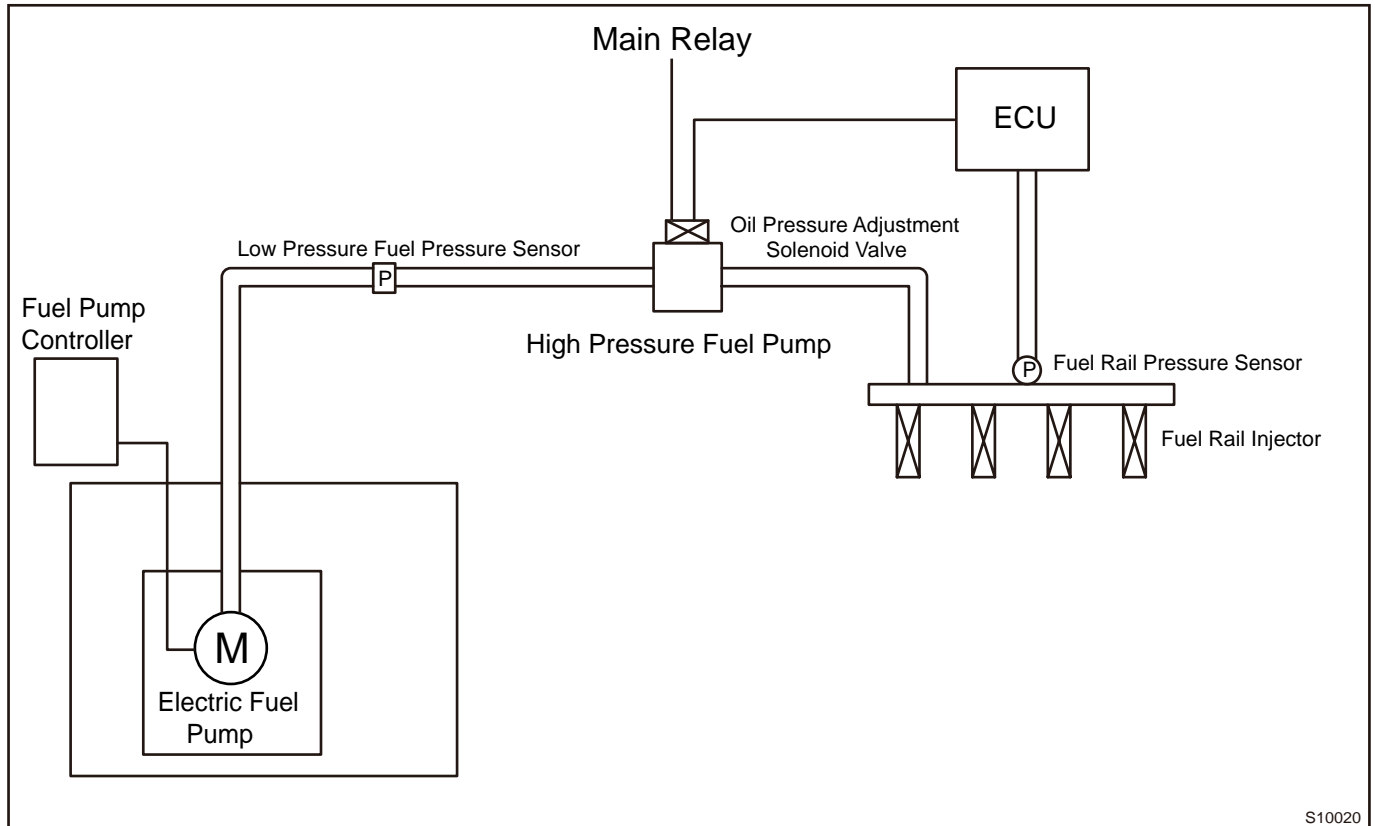 Main Relay
ECU
Oil Pressure Adjustment
Solenoid Valve
Low Pressure Fuel Pressure Sensor
P
Fuel Pump
Controller
High Pressure Fuel Pump
P
Fuel Rail Pressure Sensor
Fuel Rail Injector
M
Electric Fuel
Pump
S10020